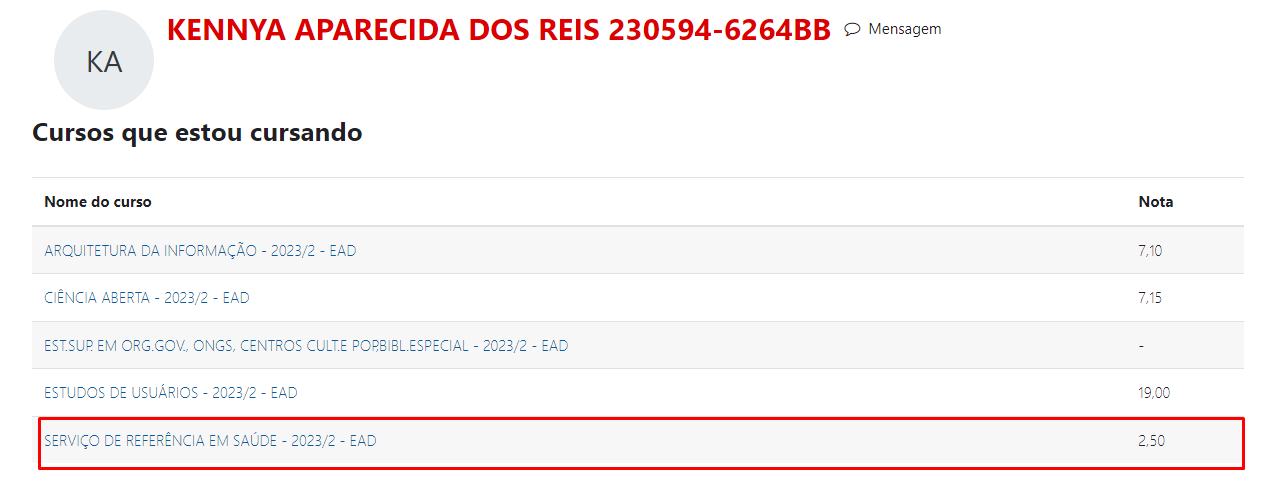 KA
KENNYA APARECIDA DOS REIS 230594-6264BB Mensagem
Cursos que estou cursando
Nome do curso Nota
ARQUITETURA DA INFORMAÇÃO - 2023/2 - EAD 7,10
CIÊNCIA ABERTA - 2023/2 - EAD 7,15
EST.SUP. EM ORG.GOV., ONGS, CENTROS CULT.E POP.BIBL.ESPECIAL - 2023/2 - EAD -
ESTUDOS DE USUÁRIOS - 2023/2 - EAD 19,00
SERVIÇO DE REFERÊNCIA EM SAÚDE - 2023/2 - EAD 2,50